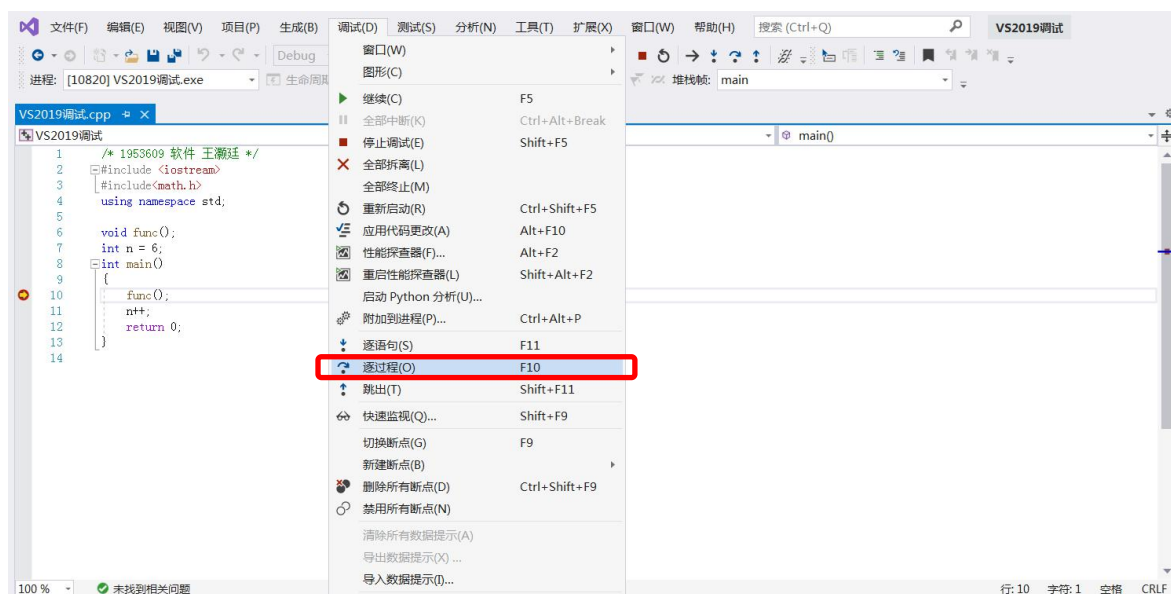 文件(F) 编辑(E) 视图(V) 项目(P) 生成(B) 调试(D) 测试(S) 分析(N) 工具(T) 扩展(X) 窗口(W) 帮助(H) 搜索 (Ctrl+Q) VS2019调试
Debug
进程: [10820] VS2019调试.exe 生命周期 堆栈帧: main
VS2019调试.cpp
VS2019调试 main()
1 /* 1953609 软件 王灏廷 */
2 #include <iostream>
3 #include<math.h>
4 using namespace std;
5
6 void func();
7 int n = 6;
8 int main()
9 {
10 func();
11 n++;
12 return 0;
13 }
14
窗口(W)
图形(C)
继续(C) F5
全部中断(K) Ctrl+Alt+Break
停止调试(E) Shift+F5
全部拆离(L)
全部终止(M)
重新启动(R) Ctrl+Shift+F5
应用代码更改(A) Alt+F10
性能探查器(F)... Alt+F2
重启性能探查器(L) Shift+Alt+F2
启动 Python 分析(U)...
附加到进程(P)... Ctrl+Alt+P
逐语句(S) F11
逐过程(O) F10
跳出(T) Shift+F11
快速监视(Q)... Shift+F9
切换断点(G) F9
新建断点(B)
删除所有断点(D) Ctrl+Shift+F9
禁用所有断点(N)
清除所有数据提示(A)
导出数据提示(X) ...
导入数据提示(I)...
100 % 未找到相关问题 行: 10 字符: 1 空格 CRLF